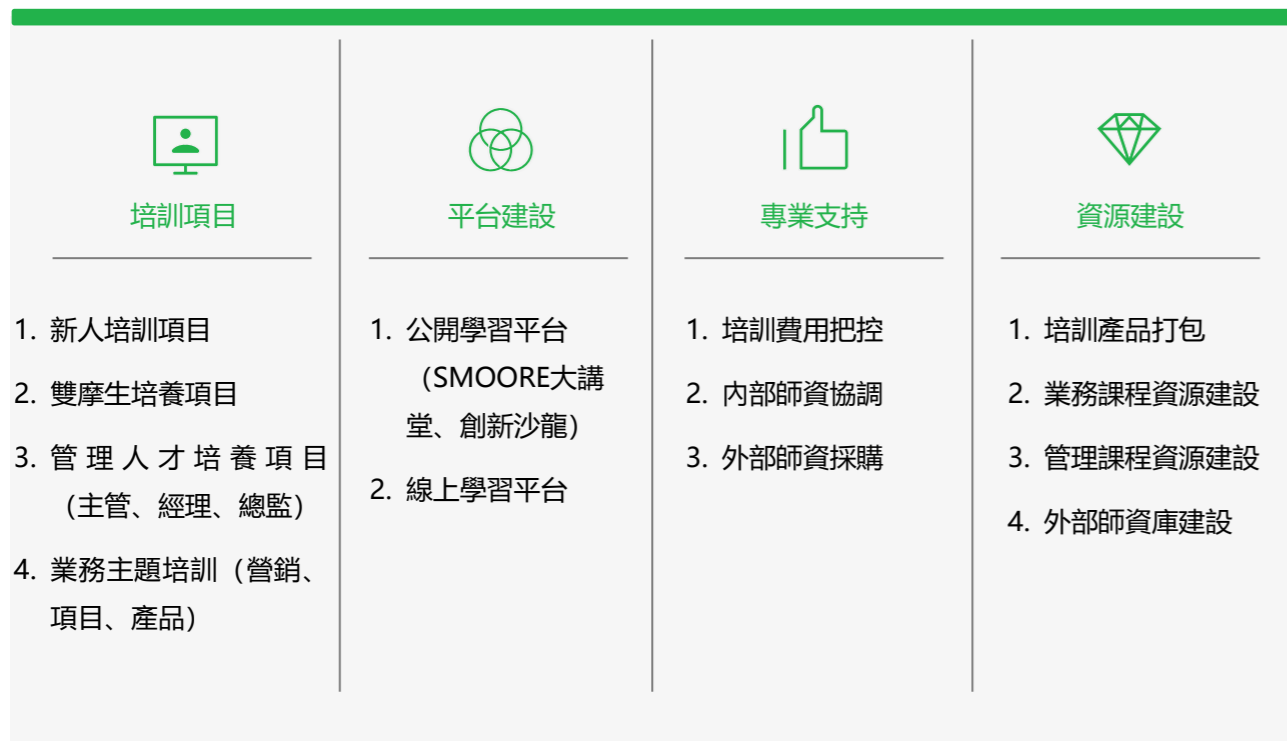 培訓項目
1. 新人培訓項目
2. 雙摩生培養項目
3. 管理人才培養項目
（主管、經理、總監）
4. 業務主題培訓（營銷、
項目、產品）
平台建設
1. 公開學習平台
（SMOORE大講
堂、創新沙龍）
2. 線上學習平台
專業支持
1. 培訓費用把控
2. 內部師資協調
3. 外部師資採購
資源建設
1. 培訓產品打包
2. 業務課程資源建設
3. 管理課程資源建設
4. 外部師資庫建設